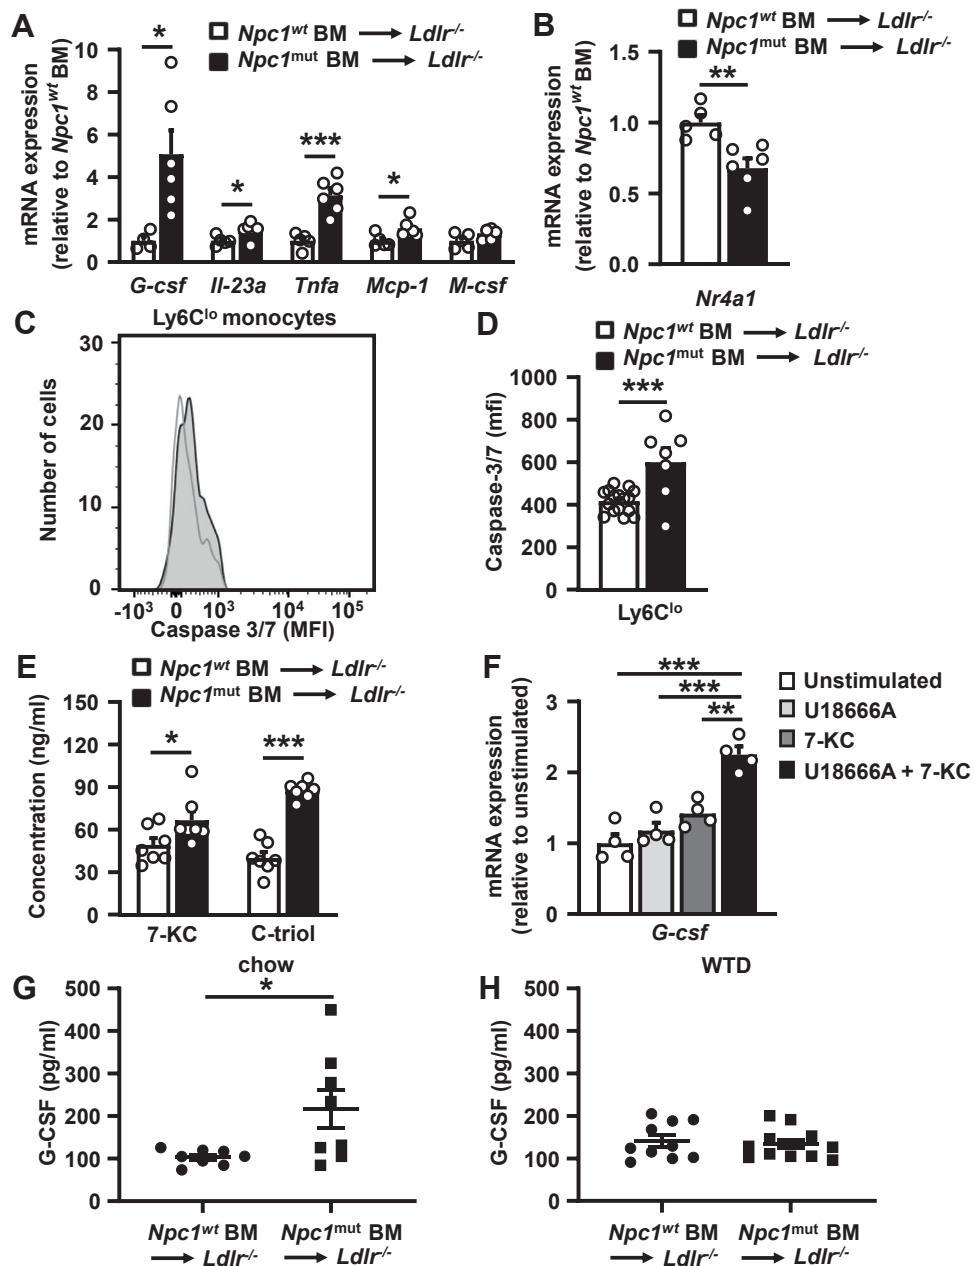 A
Npc1wt BM → Ldlr-/-
Npc1mut BM → Ldlr-/-
mRNA expression
(relative to Npc1wt BM)
10
8
6
4
2
0
*
*
***
*
G-csf Il-23a Tnfa Mcp-1 M-csf
B
Npc1wt BM → Ldlr-/-
Npc1mut BM → Ldlr-/-
mRNA expression
(relative to Npc1wt BM)
1.5
1.0
0.5
0.0
**
Nr4a1
C
Ly6Clo monocytes
Number of cells
30
20
10
0
-103 0 103 104 105
Caspase 3/7 (MFI)
D
Npc1wt BM → Ldlr-/-
Npc1mut BM → Ldlr-/-
Caspase-3/7 (mfi)
1000
800
600
400
200
0
***
Ly6Clo
E
Npc1wt BM → Ldlr-/-
Npc1mut BM → Ldlr-/-
Concentration (ng/ml)
150
120
90
60
30
0
*
***
7-KC C-triol
F
mRNA expression
(relative to unstimulated)
3
2
1
0
***
***
**
Unstimulated
U18666A
7-KC
U18666A + 7-KC
G-csf
G
chow
G-CSF (pg/ml)
500
400
300
200
100
0
*
Npc1wt BM Npc1mut BM
→ Ldlr-/- → Ldlr-/-
H
WTD
G-CSF (pg/ml)
500
400
300
200
100
0
Npc1wt BM Npc1mut BM
→ Ldlr-/- → Ldlr-/-